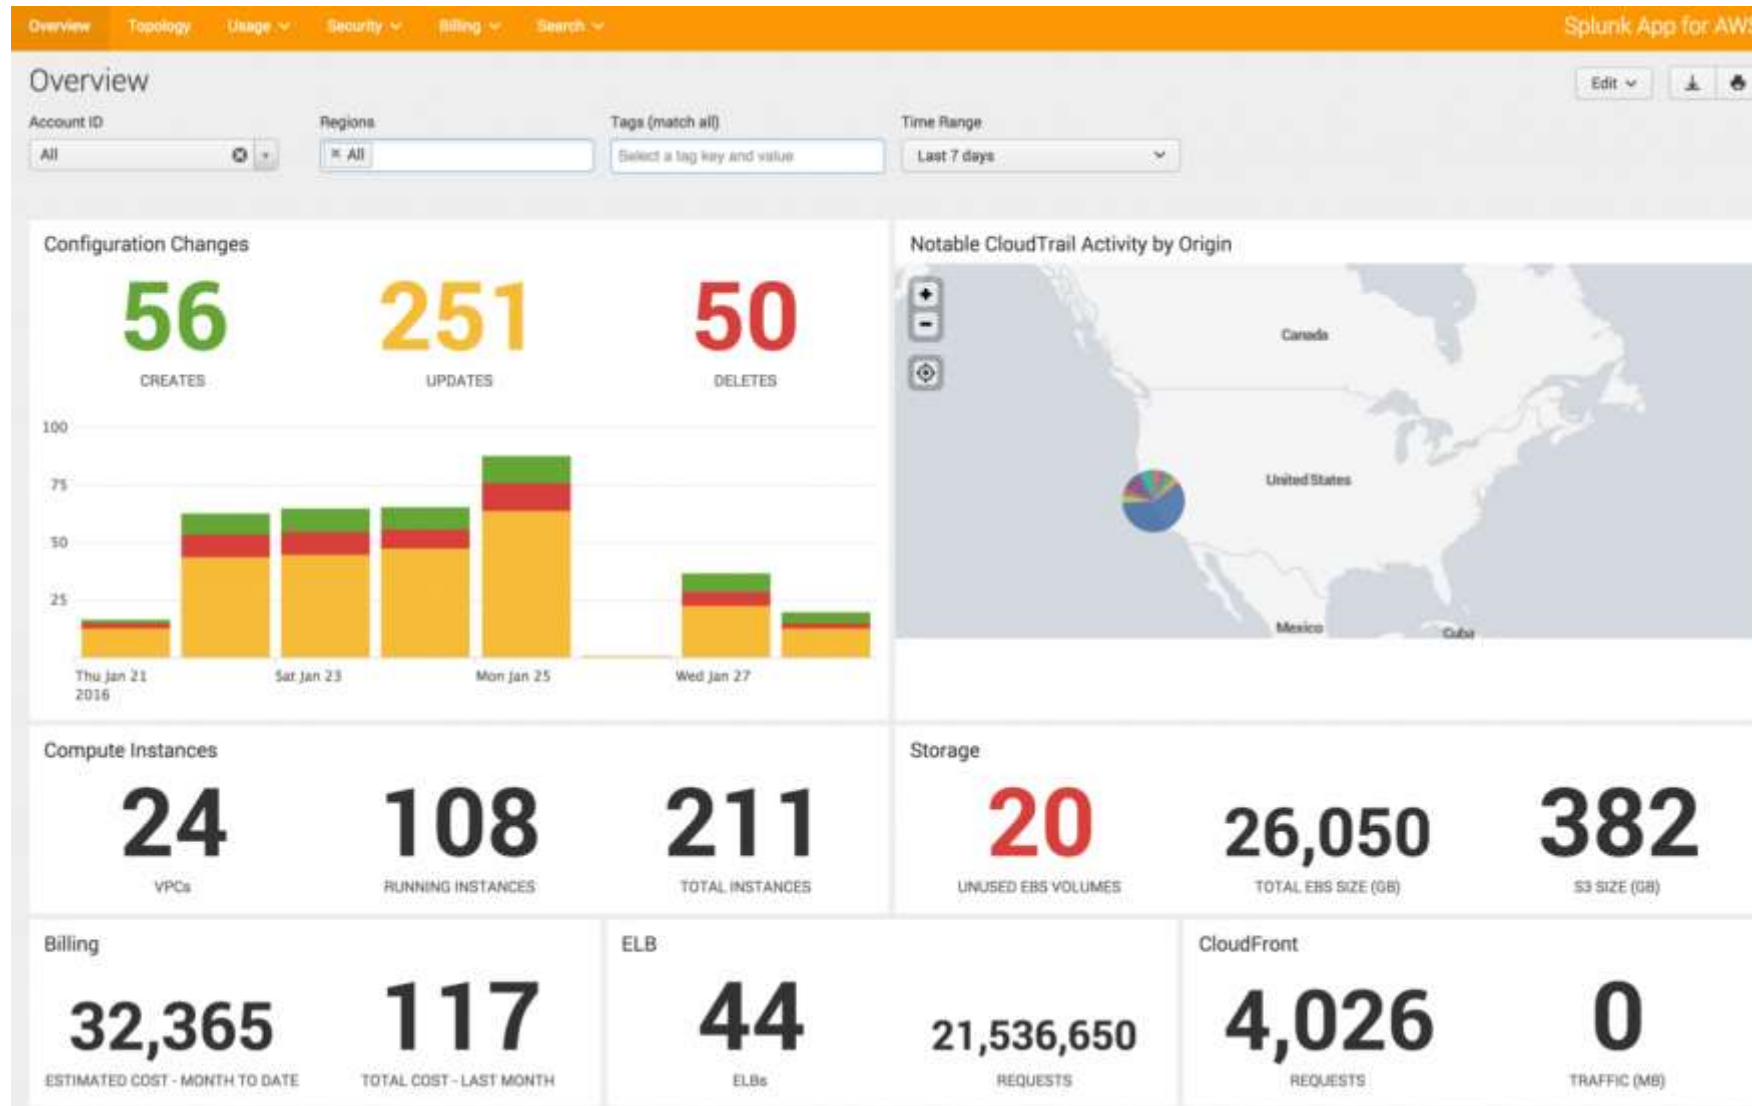 Overview Topology Usage Security Billing Search Splunk App for AWS
Overview
Edit
Account ID Regions Tags (match all) Time Range
All All Select a tag key and value Last 7 days
Configuration Changes
56 251 50
CREATES UPDATES DELETES
100
75
50
25
Thu Jan 21 Sat Jan 23 Mon Jan 25 Wed Jan 27
2016
Notable CloudTrail Activity by Origin
+
-
Canada
United States
Mexico Cuba
Compute Instances
24 108 211
VPCs RUNNING INSTANCES TOTAL INSTANCES
Storage
20 26,050 382
UNUSED EBS VOLUMES TOTAL EBS SIZE (GB) S3 SIZE (GB)
Billing
32,365 117
ESTIMATED COST - MONTH TO DATE TOTAL COST - LAST MONTH
ELB
44 21,536,650
ELBs REQUESTS
CloudFront
4,026 0
REQUESTS TRAFFIC (MB)